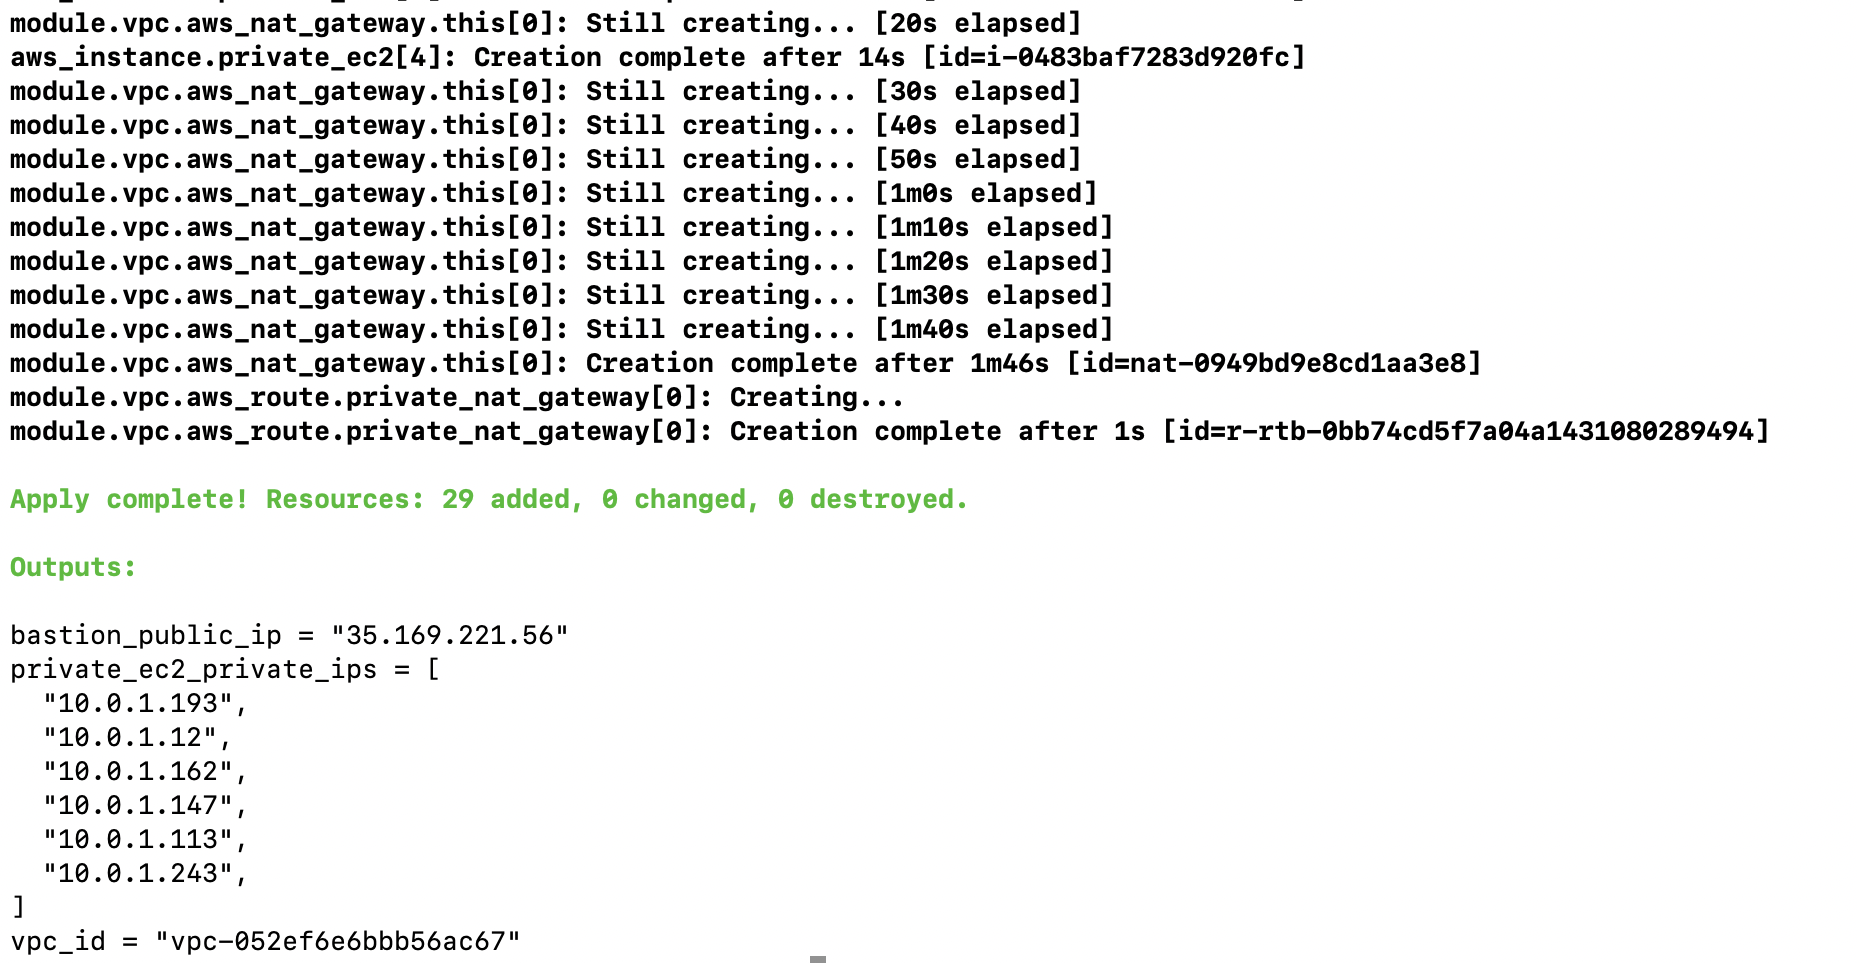 module.vpc.aws_nat_gateway.this[0]: Still creating... [20s elapsed]
aws_instance.private_ec2[4]: Creation complete after 14s [id=i-0483baf7283d920fc]
module.vpc.aws_nat_gateway.this[0]: Still creating... [30s elapsed]
module.vpc.aws_nat_gateway.this[0]: Still creating... [40s elapsed]
module.vpc.aws_nat_gateway.this[0]: Still creating... [50s elapsed]
module.vpc.aws_nat_gateway.this[0]: Still creating... [1m0s elapsed]
module.vpc.aws_nat_gateway.this[0]: Still creating... [1m10s elapsed]
module.vpc.aws_nat_gateway.this[0]: Still creating... [1m20s elapsed]
module.vpc.aws_nat_gateway.this[0]: Still creating... [1m30s elapsed]
module.vpc.aws_nat_gateway.this[0]: Still creating... [1m40s elapsed]
module.vpc.aws_nat_gateway.this[0]: Creation complete after 1m46s [id=nat-0949bd9e8cd1aa3e8]
module.vpc.aws_route.private_nat_gateway[0]: Creating...
module.vpc.aws_route.private_nat_gateway[0]: Creation complete after 1s [id=r-rtb-0bb74cd5f7a04a1431080289494]

Apply complete! Resources: 29 added, 0 changed, 0 destroyed.

Outputs:

bastion_public_ip = "35.169.221.56"
private_ec2_private_ips = [
  "10.0.1.193",
  "10.0.1.12",
  "10.0.1.162",
  "10.0.1.147",
  "10.0.1.113",
  "10.0.1.243",
]
vpc_id = "vpc-052ef6e6bbb56ac67"